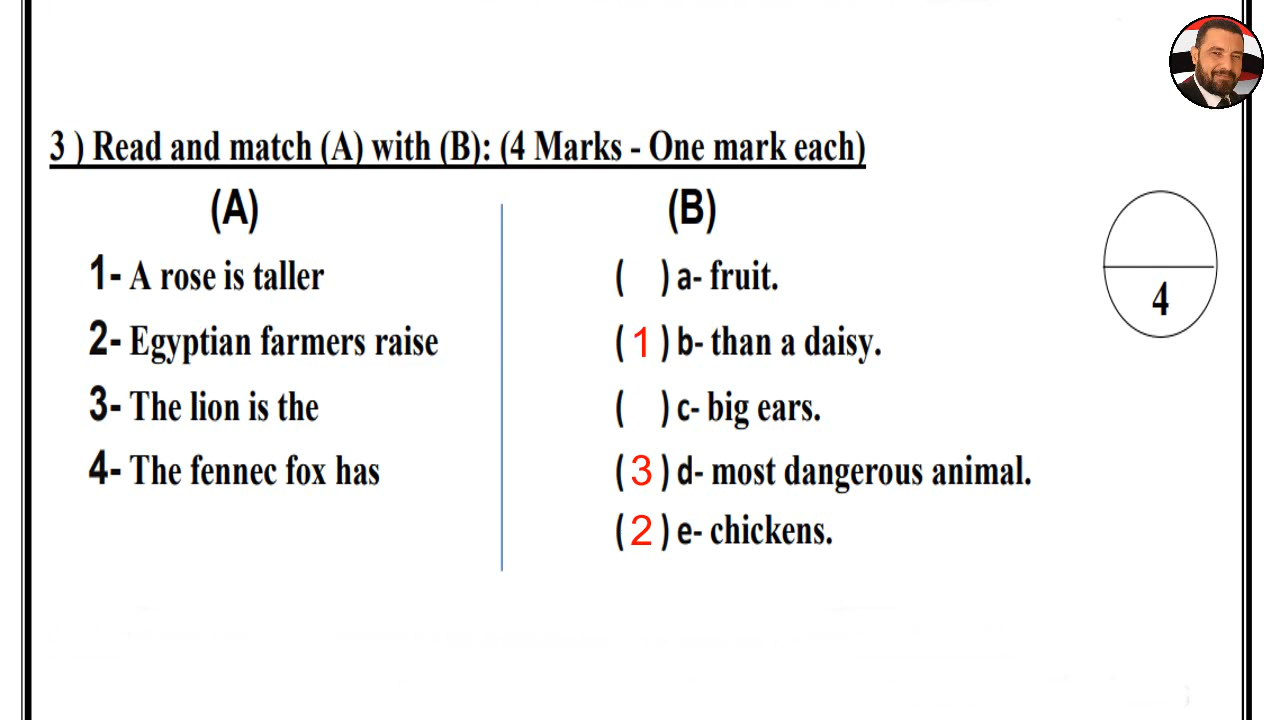 3 ) Read and match (A) with (B): (4 Marks - One mark each)
(A)
1- A rose is taller
2- Egyptian farmers raise
3- The lion is the
4- The fennec fox has
(B)
( ) a- fruit.
( 1 ) b- than a daisy.
( ) c- big ears.
( 3 ) d- most dangerous animal.
( 2 ) e- chickens.
4